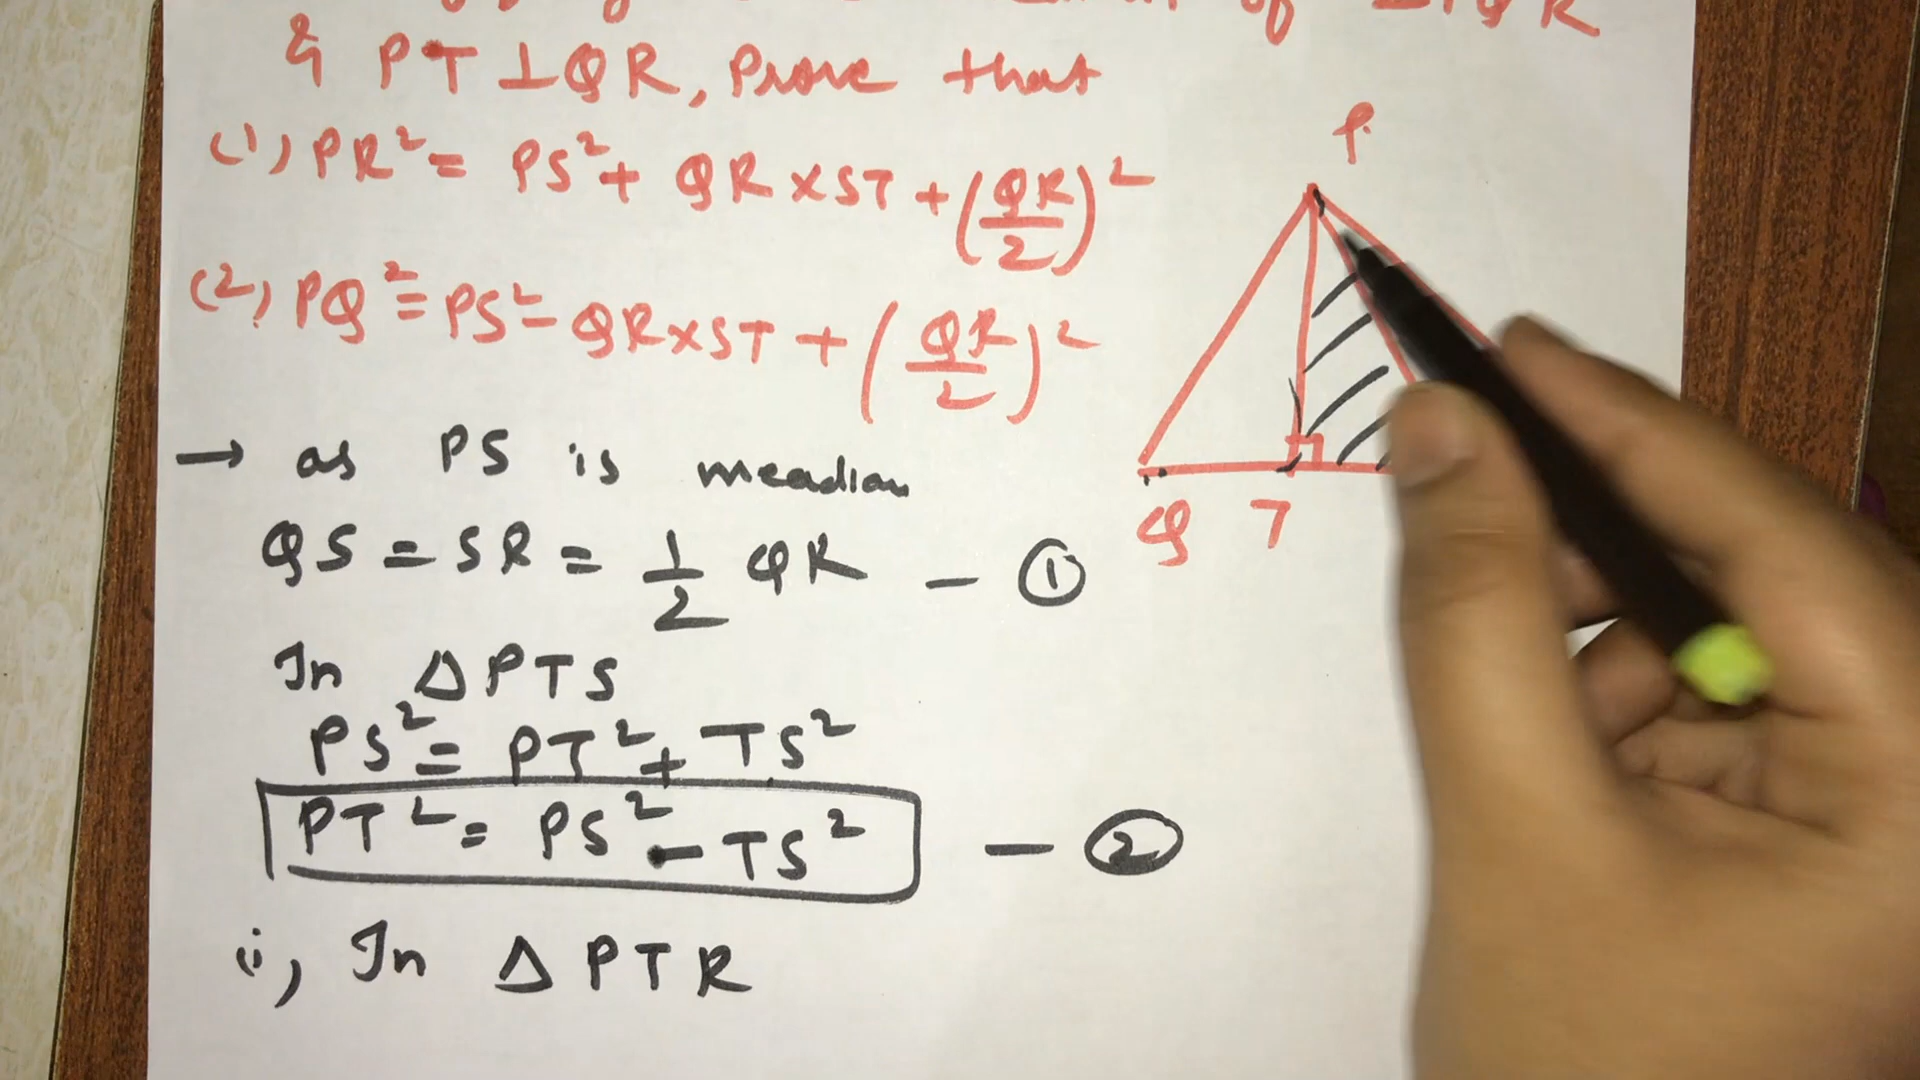 of
& PT ⊥ QR, Prove that
(1) PR² = PS² + QR × ST + (QR/2)²
(2) PQ² = PS² - QR × ST + (QR/2)²
→ as PS is meadian
QS = SR = 1/2 QR - ①
In Δ PTS
PS² = PT² + TS²
PT² = PS² - TS² - ②
(i) In Δ PTR
P
Q T